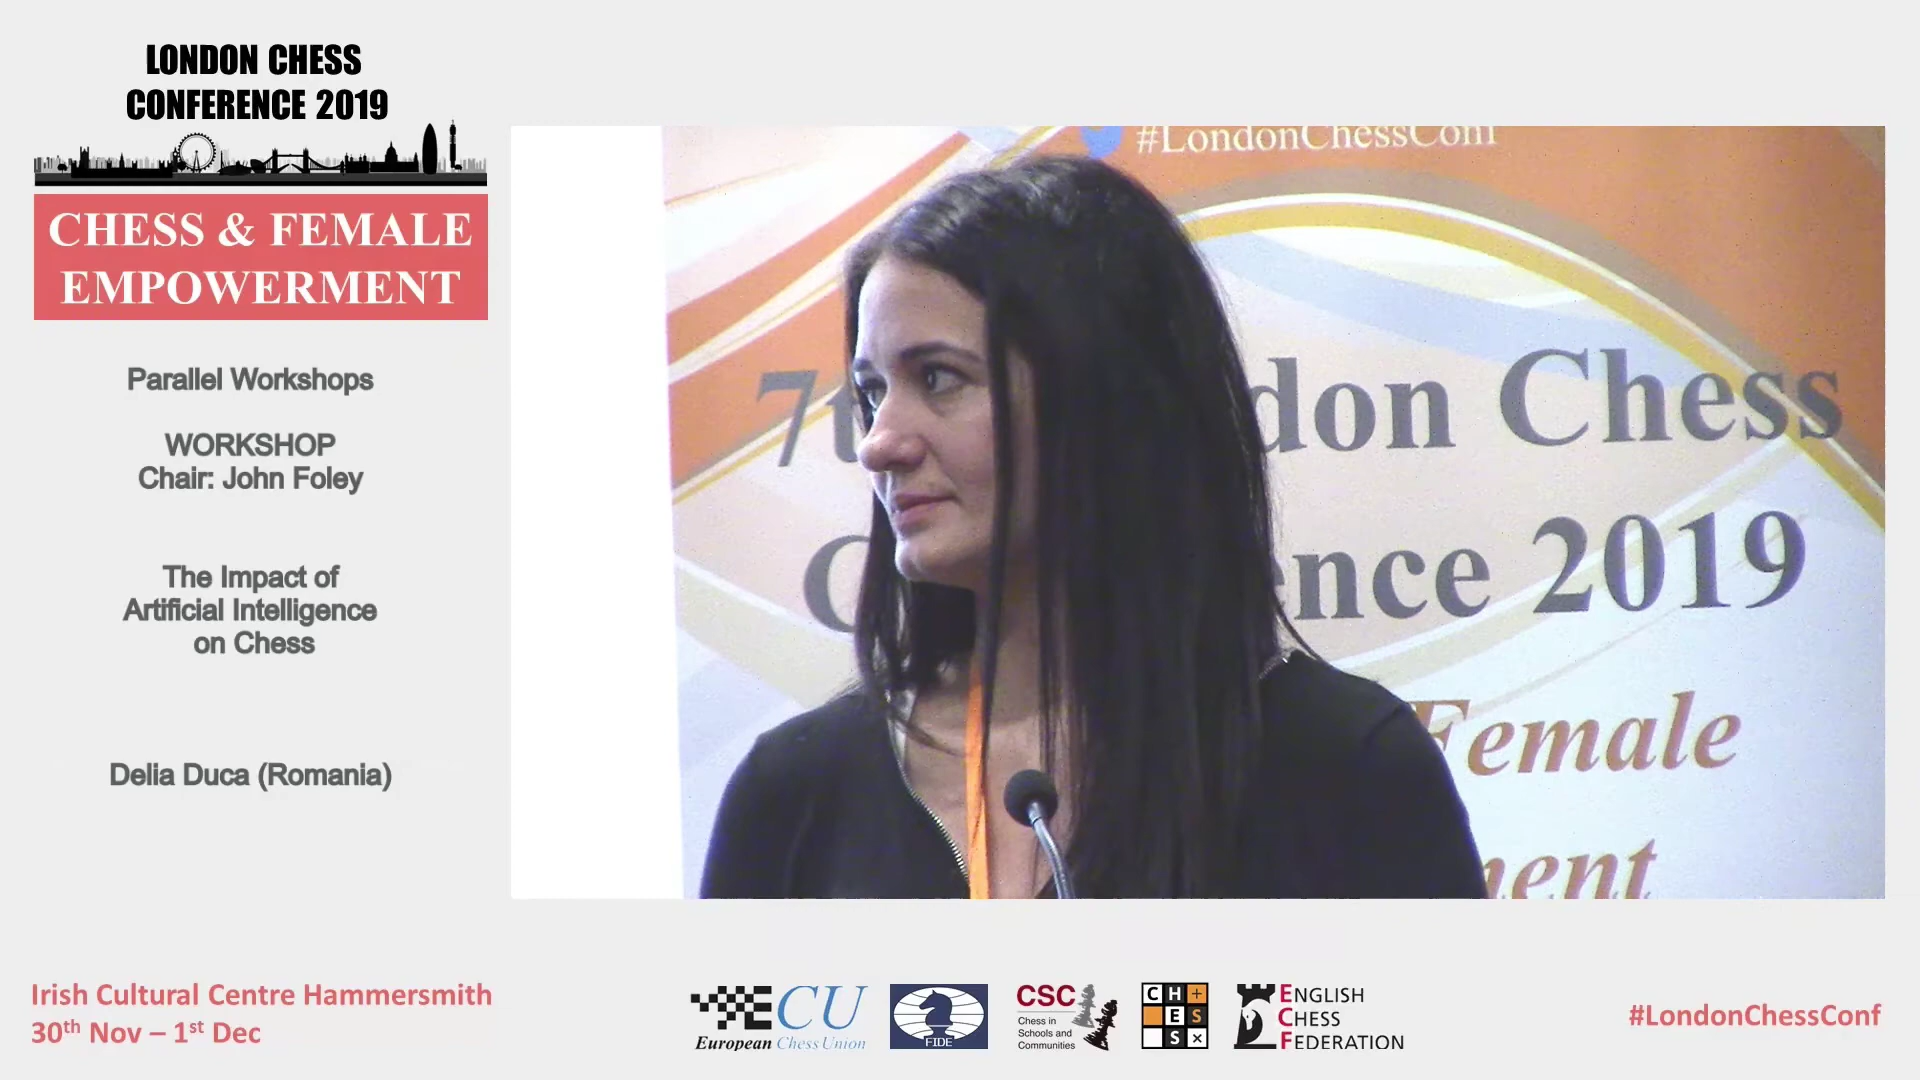 LONDON CHESS
CONFERENCE 2019
CHESS & FEMALE
EMPOWERMENT
Parallel Workshops
WORKSHOP
Chair: John Foley
The Impact of
Artificial Intelligence
on Chess
Delia Duca (Romania)
#LondonChessConf
7t don Chess
C ence 2019
Female
ment
Irish Cultural Centre Hammersmith
30th Nov – 1st Dec
ECU
European Chess Union
FIDE
CSC
Chess in
Schools and
Communities
CH+
ES
S×
ENGLISH
CHESS
FEDERATION
#LondonChessConf